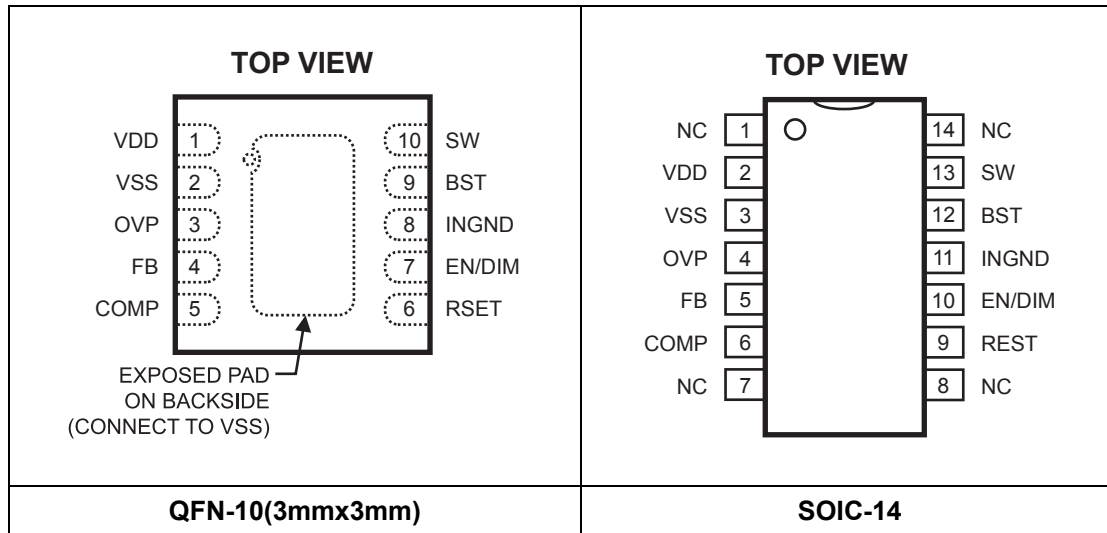 TOP VIEW
VDD 1
VSS 2
OVP 3
FB 4
COMP 5
10 SW
9 BST
8 INGND
7 EN/DIM
6 RSET
EXPOSED PAD
ON BACKSIDE
(CONNECT TO VSS)
QFN-10(3mmx3mm)
TOP VIEW
NC 1
VDD 2
VSS 3
OVP 4
FB 5
COMP 6
NC 7
14 NC
13 SW
12 BST
11 INGND
10 EN/DIM
9 REST
8 NC
SOIC-14